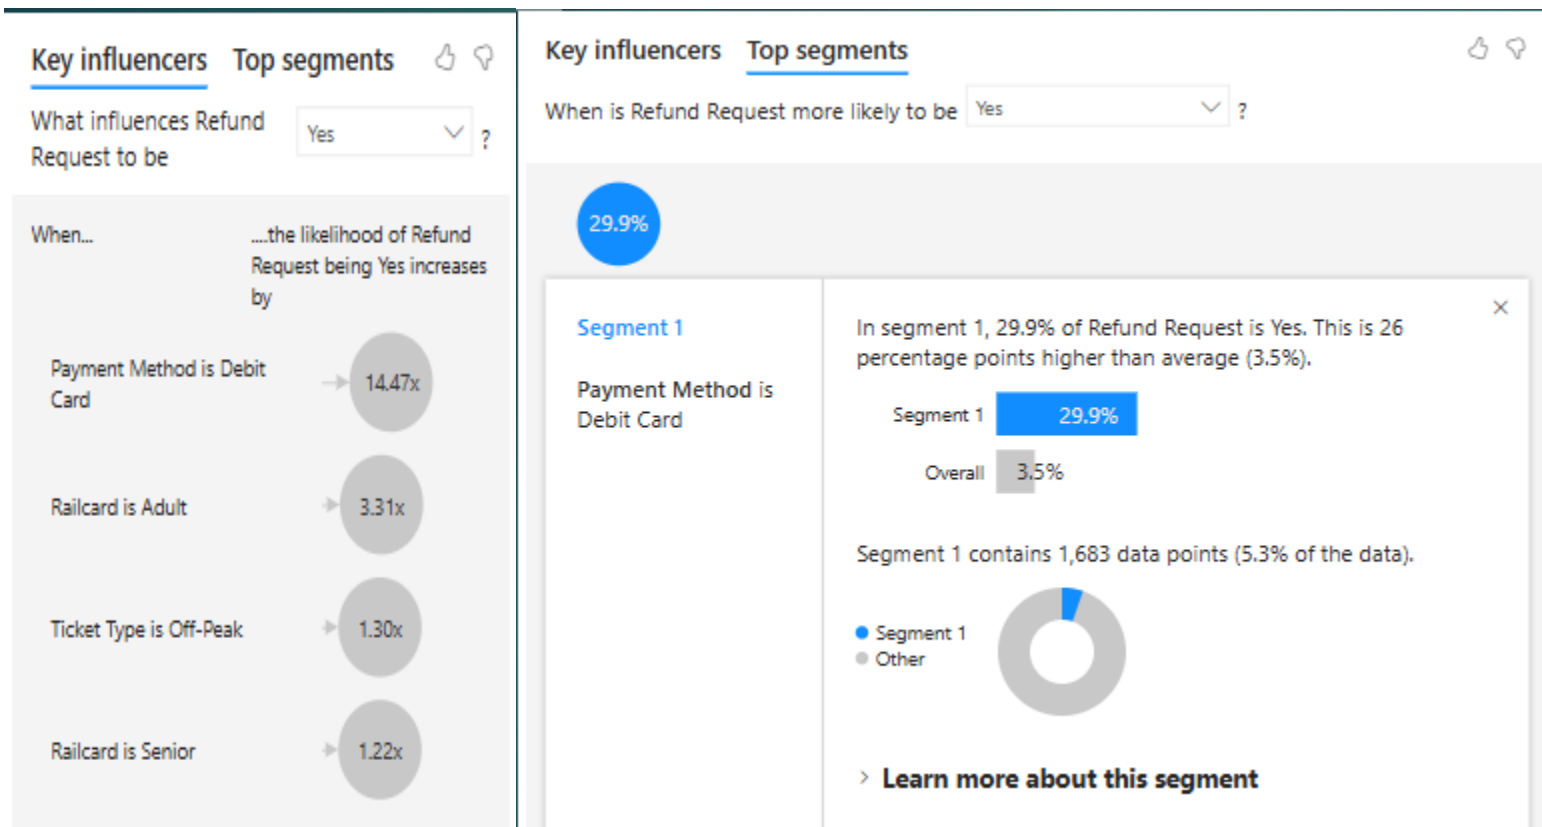 Key influencers Top segments
What influences Refund
Request to be
Yes
?
When...
....the likelihood of Refund
Request being Yes increases
by
Payment Method is Debit
Card
14.47x
Railcard is Adult
3.31x
Ticket Type is Off-Peak
1.30x
Railcard is Senior
1.22x
Key influencers Top segments
When is Refund Request more likely to be Yes ?
29.9%
Segment 1
Payment Method is
Debit Card
In segment 1, 29.9% of Refund Request is Yes. This is 26
percentage points higher than average (3.5%).
Segment 1 29.9%
Overall 3.5%
Segment 1 contains 1,683 data points (5.3% of the data).
Segment 1
Other
Learn more about this segment